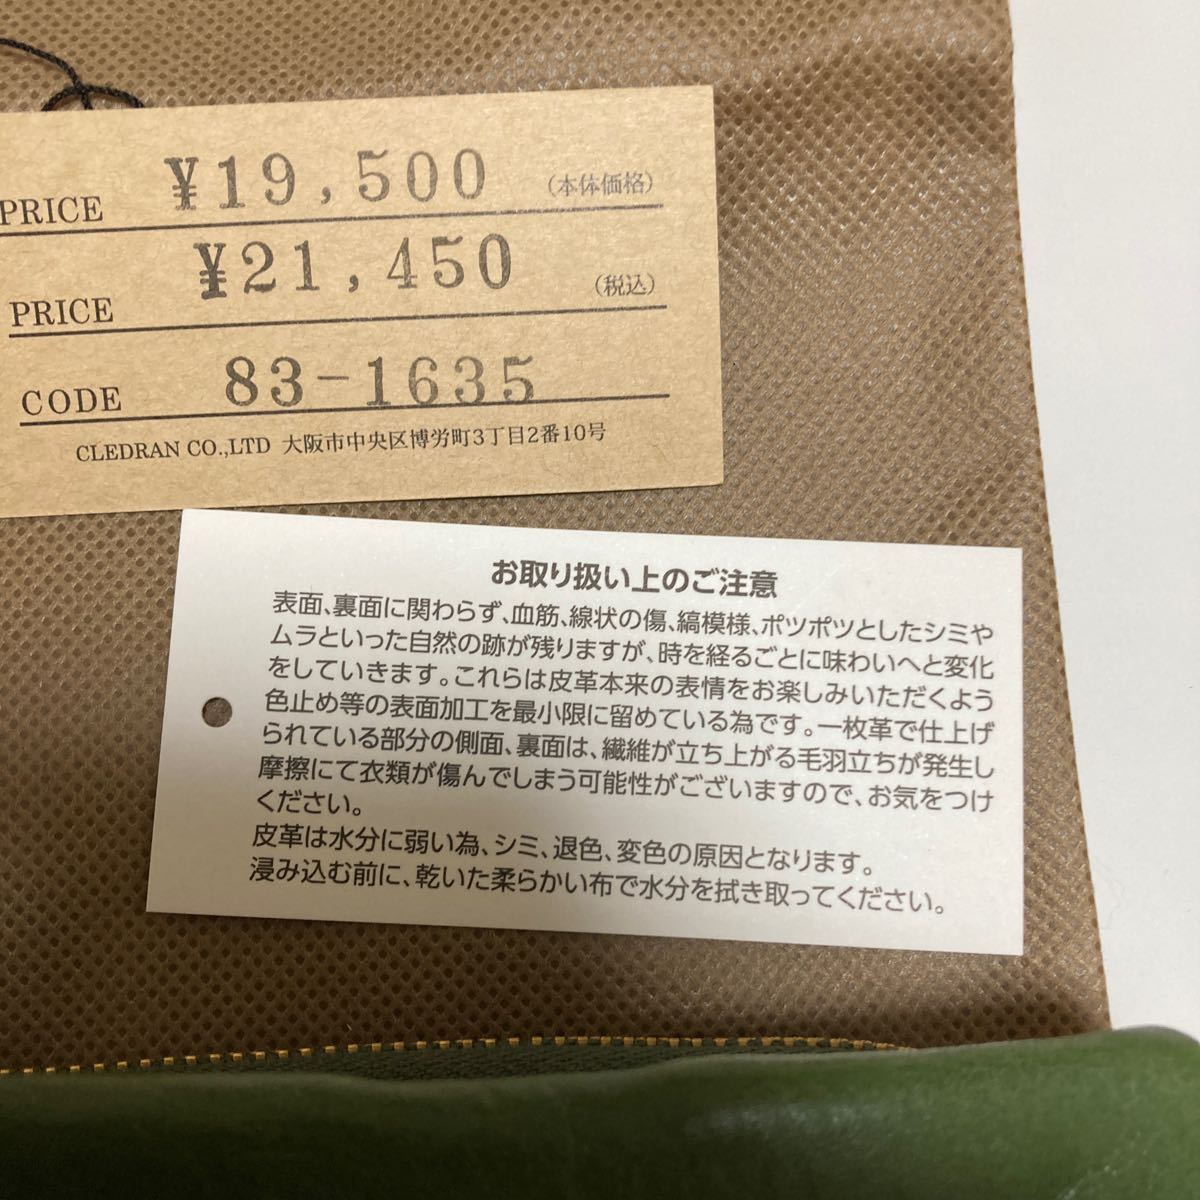 PRICE ¥19,500 (本体価格)
PRICE ¥21,450 (税込)
CODE 83-1635
CLEDRAN CO.,LTD 大阪市中央区博労町3丁目2番10号
お取り扱い上のご注意
表面、裏面に関わらず、血筋、線状の傷、縞模様、ポツポツとしたシミや
ムラといった自然の跡が残りますが、時を経るごとに味わいへと変化
をしていきます。これらは皮革本来の表情をお楽しみいただくよう
色止め等の表面加工を最小限に留めている為です。一枚革で仕上げ
られている部分の側面、裏面は、繊維が立ち上がる毛羽立ちが発生し
摩擦にて衣類が傷んでしまう可能性がございますので、お気をつけ
ください。
皮革は水分に弱い為、シミ、退色、変色の原因となります。
浸み込む前に、乾いた柔らかい布で水分を拭き取ってください。